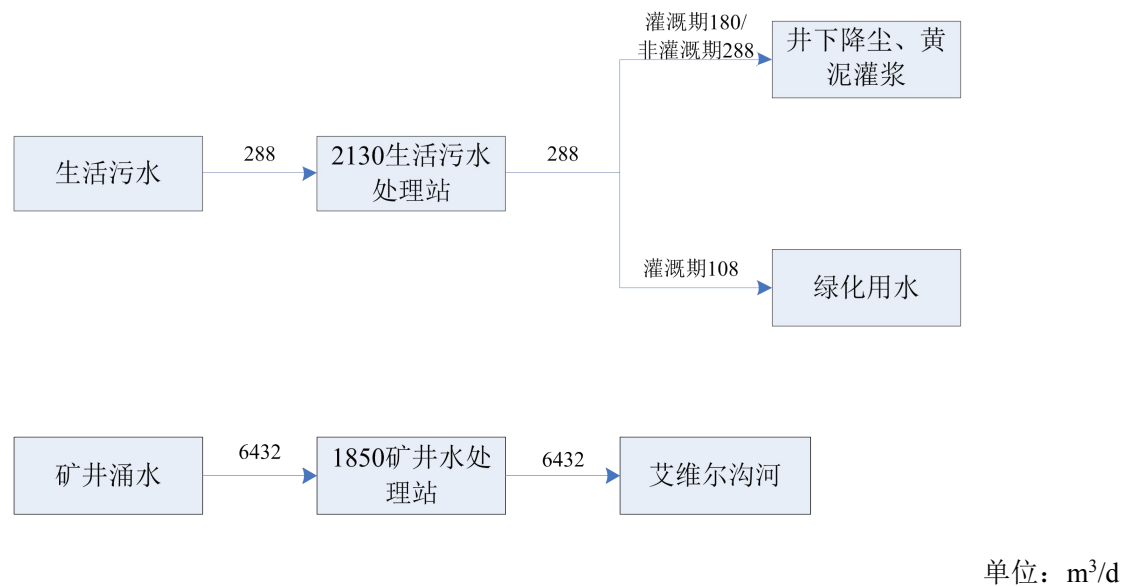 灌溉期180/
非灌溉期288
井下降尘、黄
泥灌浆
生活污水
288
2130生活污水
处理站
288
灌溉期108
绿化用水
矿井涌水
6432
1850矿井水处
理站
6432
艾维尔沟河
单位：m³/d